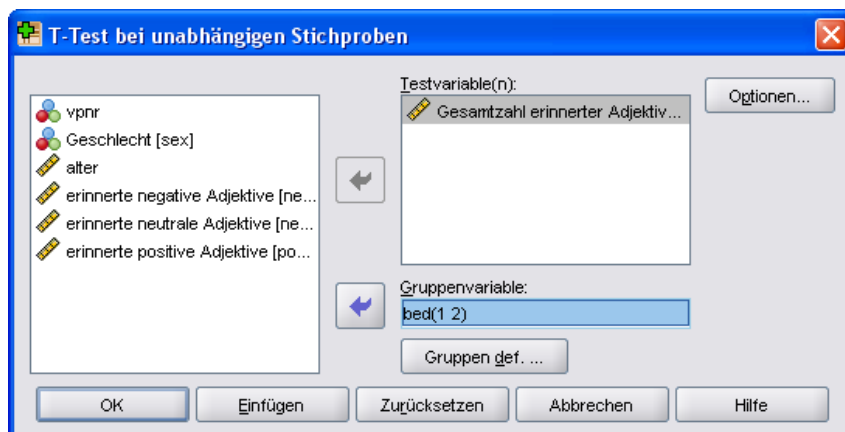 T-Test bei unabhängigen Stichproben
vpnr
Geschlecht [sex]
alter
erinnerte negative Adjektive [ne...
erinnerte neutrale Adjektive [ne...
erinnerte positive Adjektive [po...
Testvariable(n):
Gesamtzahl erinnerter Adjektiv...
Optionen...
Gruppenvariable:
bed(1 2)
Gruppen def. ...
OK
Einfügen
Zurücksetzen
Abbrechen
Hilfe